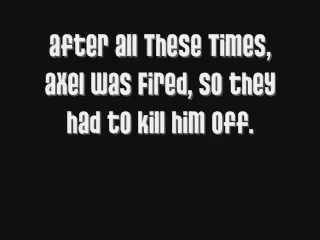 after all These Times,
axel was Fired, so they
had to kill him off.